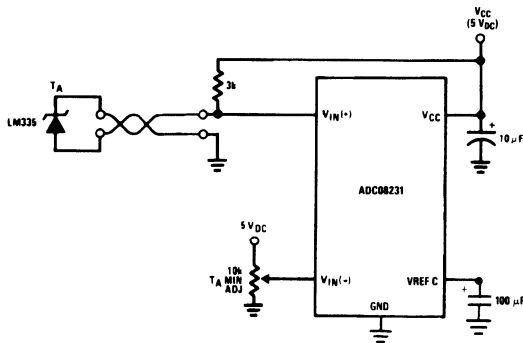 VCC
(5 VDC)
TA
3k
LM335
VIN(+)
VCC
+
10 μF
ADC08231
5 VDC
10k
TA MIN
ADJ
VIN(−)
VREF C
+
100 μF
GND